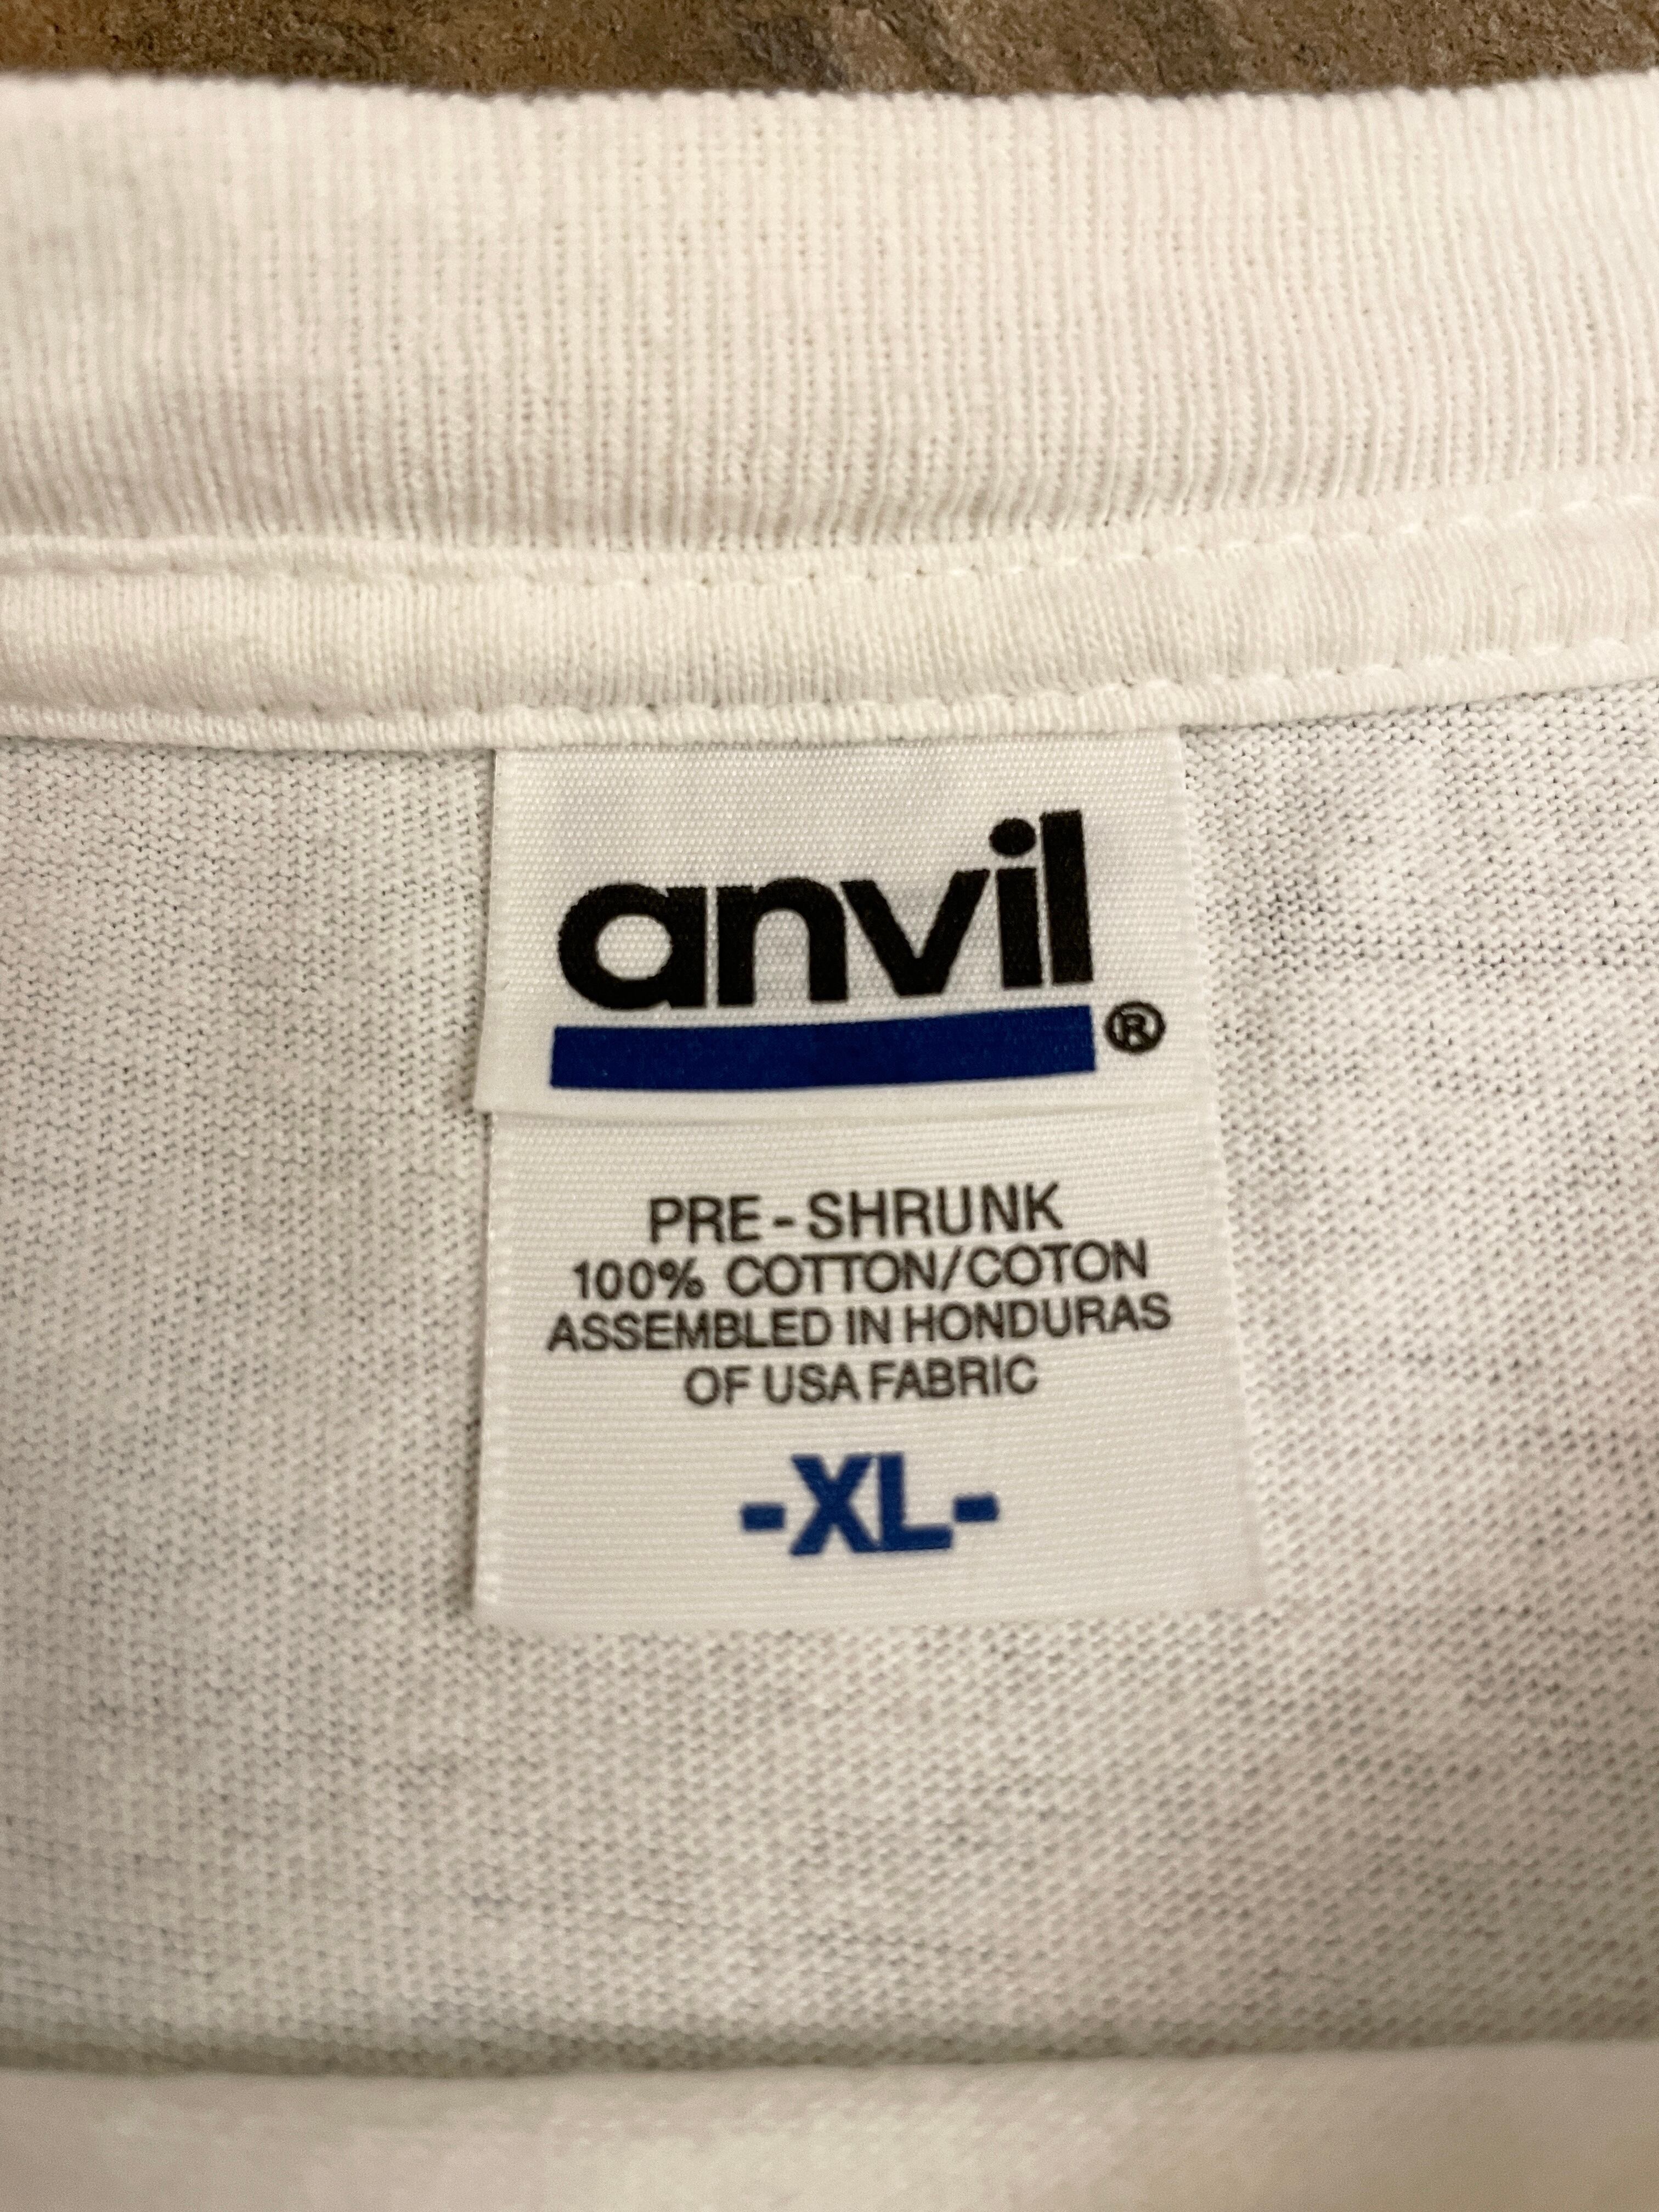 anvil
®
PRE-SHRUNK
100% COTTON/COTON
ASSEMBLED IN HONDURAS
OF USA FABRIC
-XL-